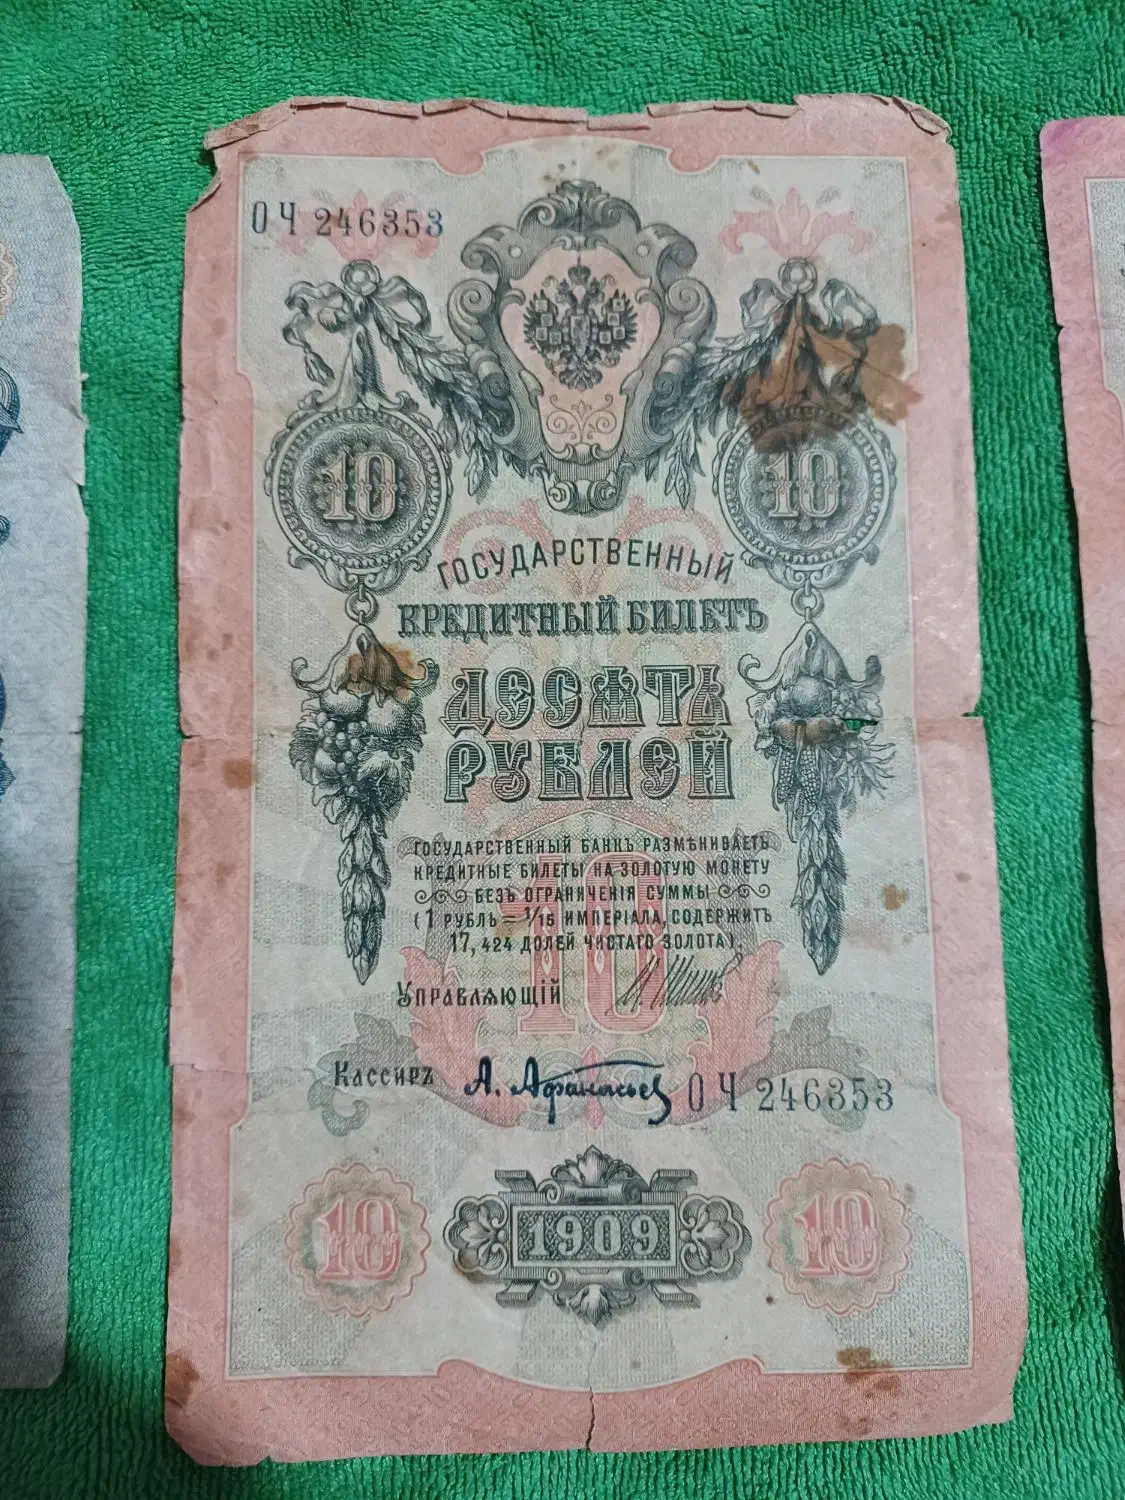 ОЧ 246353
10 10
ГОСУДАРСТВЕННЫЙ
КРЕДИТНЫЙ БИЛЕТЪ
ДЕСЯТЬ
РУБЛЕЙ
ГОСУДАРСТВЕННЫЙ БАНКЪ РАЗМѢНИВАЕТЪ
КРЕДИТНЫЕ БИЛЕТЫ НА ЗОЛОТУЮ МОНЕТУ
БЕЗЪ ОГРАНИЧЕНІЯ СУММЫ
(1 РУБЛЬ = 1/15 ИМПЕРІАЛА, СОДЕРЖИТЪ
17,424 ДОЛЕЙ ЧИСТАГО ЗОЛОТА).
10
УПРАВЛЯЮЩІЙ
Кассиръ А. Афанасьев ОЧ 246353
10 1909 10